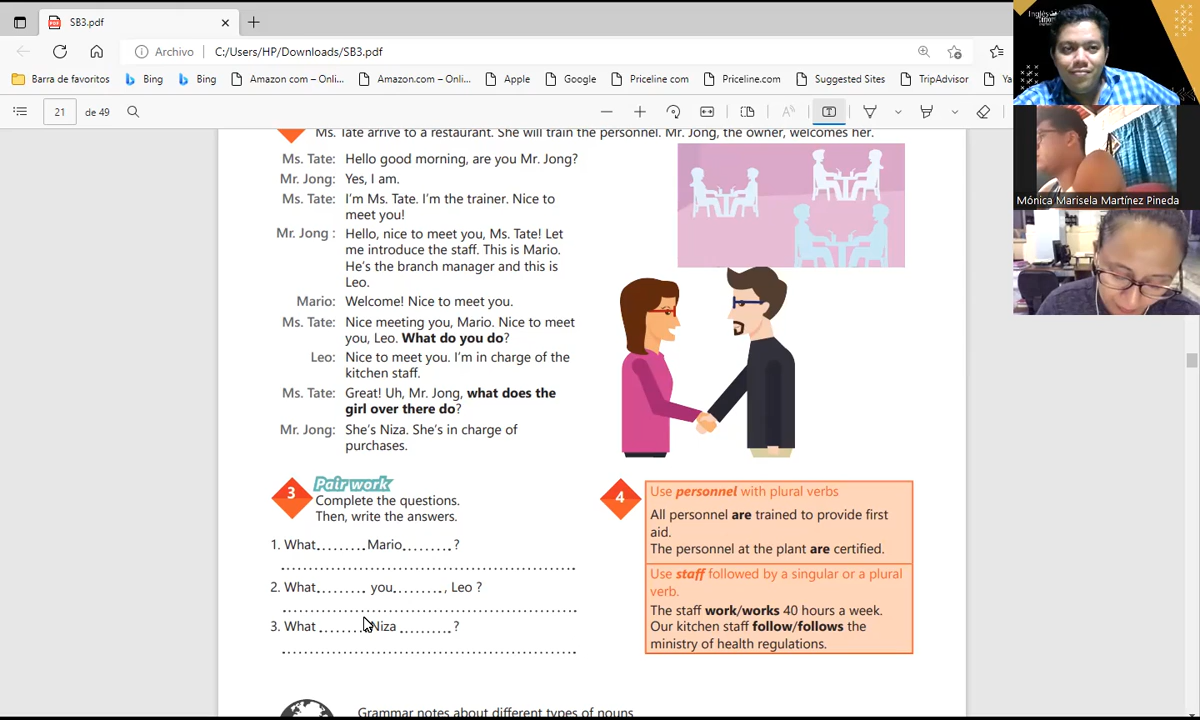 SB3.pdf
Archivo
C:/Users/HP/Downloads/SB3.pdf
Barra de favoritos
Bing
Bing
Amazon com – Onli...
Amazon.com – Onli...
Apple
Google
Priceline com
Priceline.com
Suggested Sites
TripAdvisor
21
de 49
Inglés
Ms. Tate arrive to a restaurant. She will train the personnel. Mr. Jong, the owner, welcomes her.
Ms. Tate: Hello good morning, are you Mr. Jong?
Mr. Jong: Yes, I am.
Ms. Tate: I'm Ms. Tate. I'm the trainer. Nice to
meet you!
Mr. Jong : Hello, nice to meet you, Ms. Tate! Let
me introduce the staff. This is Mario.
He's the branch manager and this is
Leo.
Mario: Welcome! Nice to meet you.
Ms. Tate: Nice meeting you, Mario. Nice to meet
you, Leo. What do you do?
Leo: Nice to meet you. I'm in charge of the
kitchen staff.
Ms. Tate: Great! Uh, Mr. Jong, what does the
girl over there do?
Mr. Jong: She's Niza. She's in charge of
purchases.
3
Pair work
Complete the questions.
Then, write the answers.
1. What........Mario........?
2. What........ you........., Leo ?
3. What ........Niza ........?
4
Use personnel with plural verbs
All personnel are trained to provide first
aid.
The personnel at the plant are certified.
Use staff followed by a singular or a plural
verb.
The staff work/works 40 hours a week.
Our kitchen staff follow/follows the
ministry of health regulations.
Grammar notes about different types of nouns
Mónica Marisela Martínez Pineda